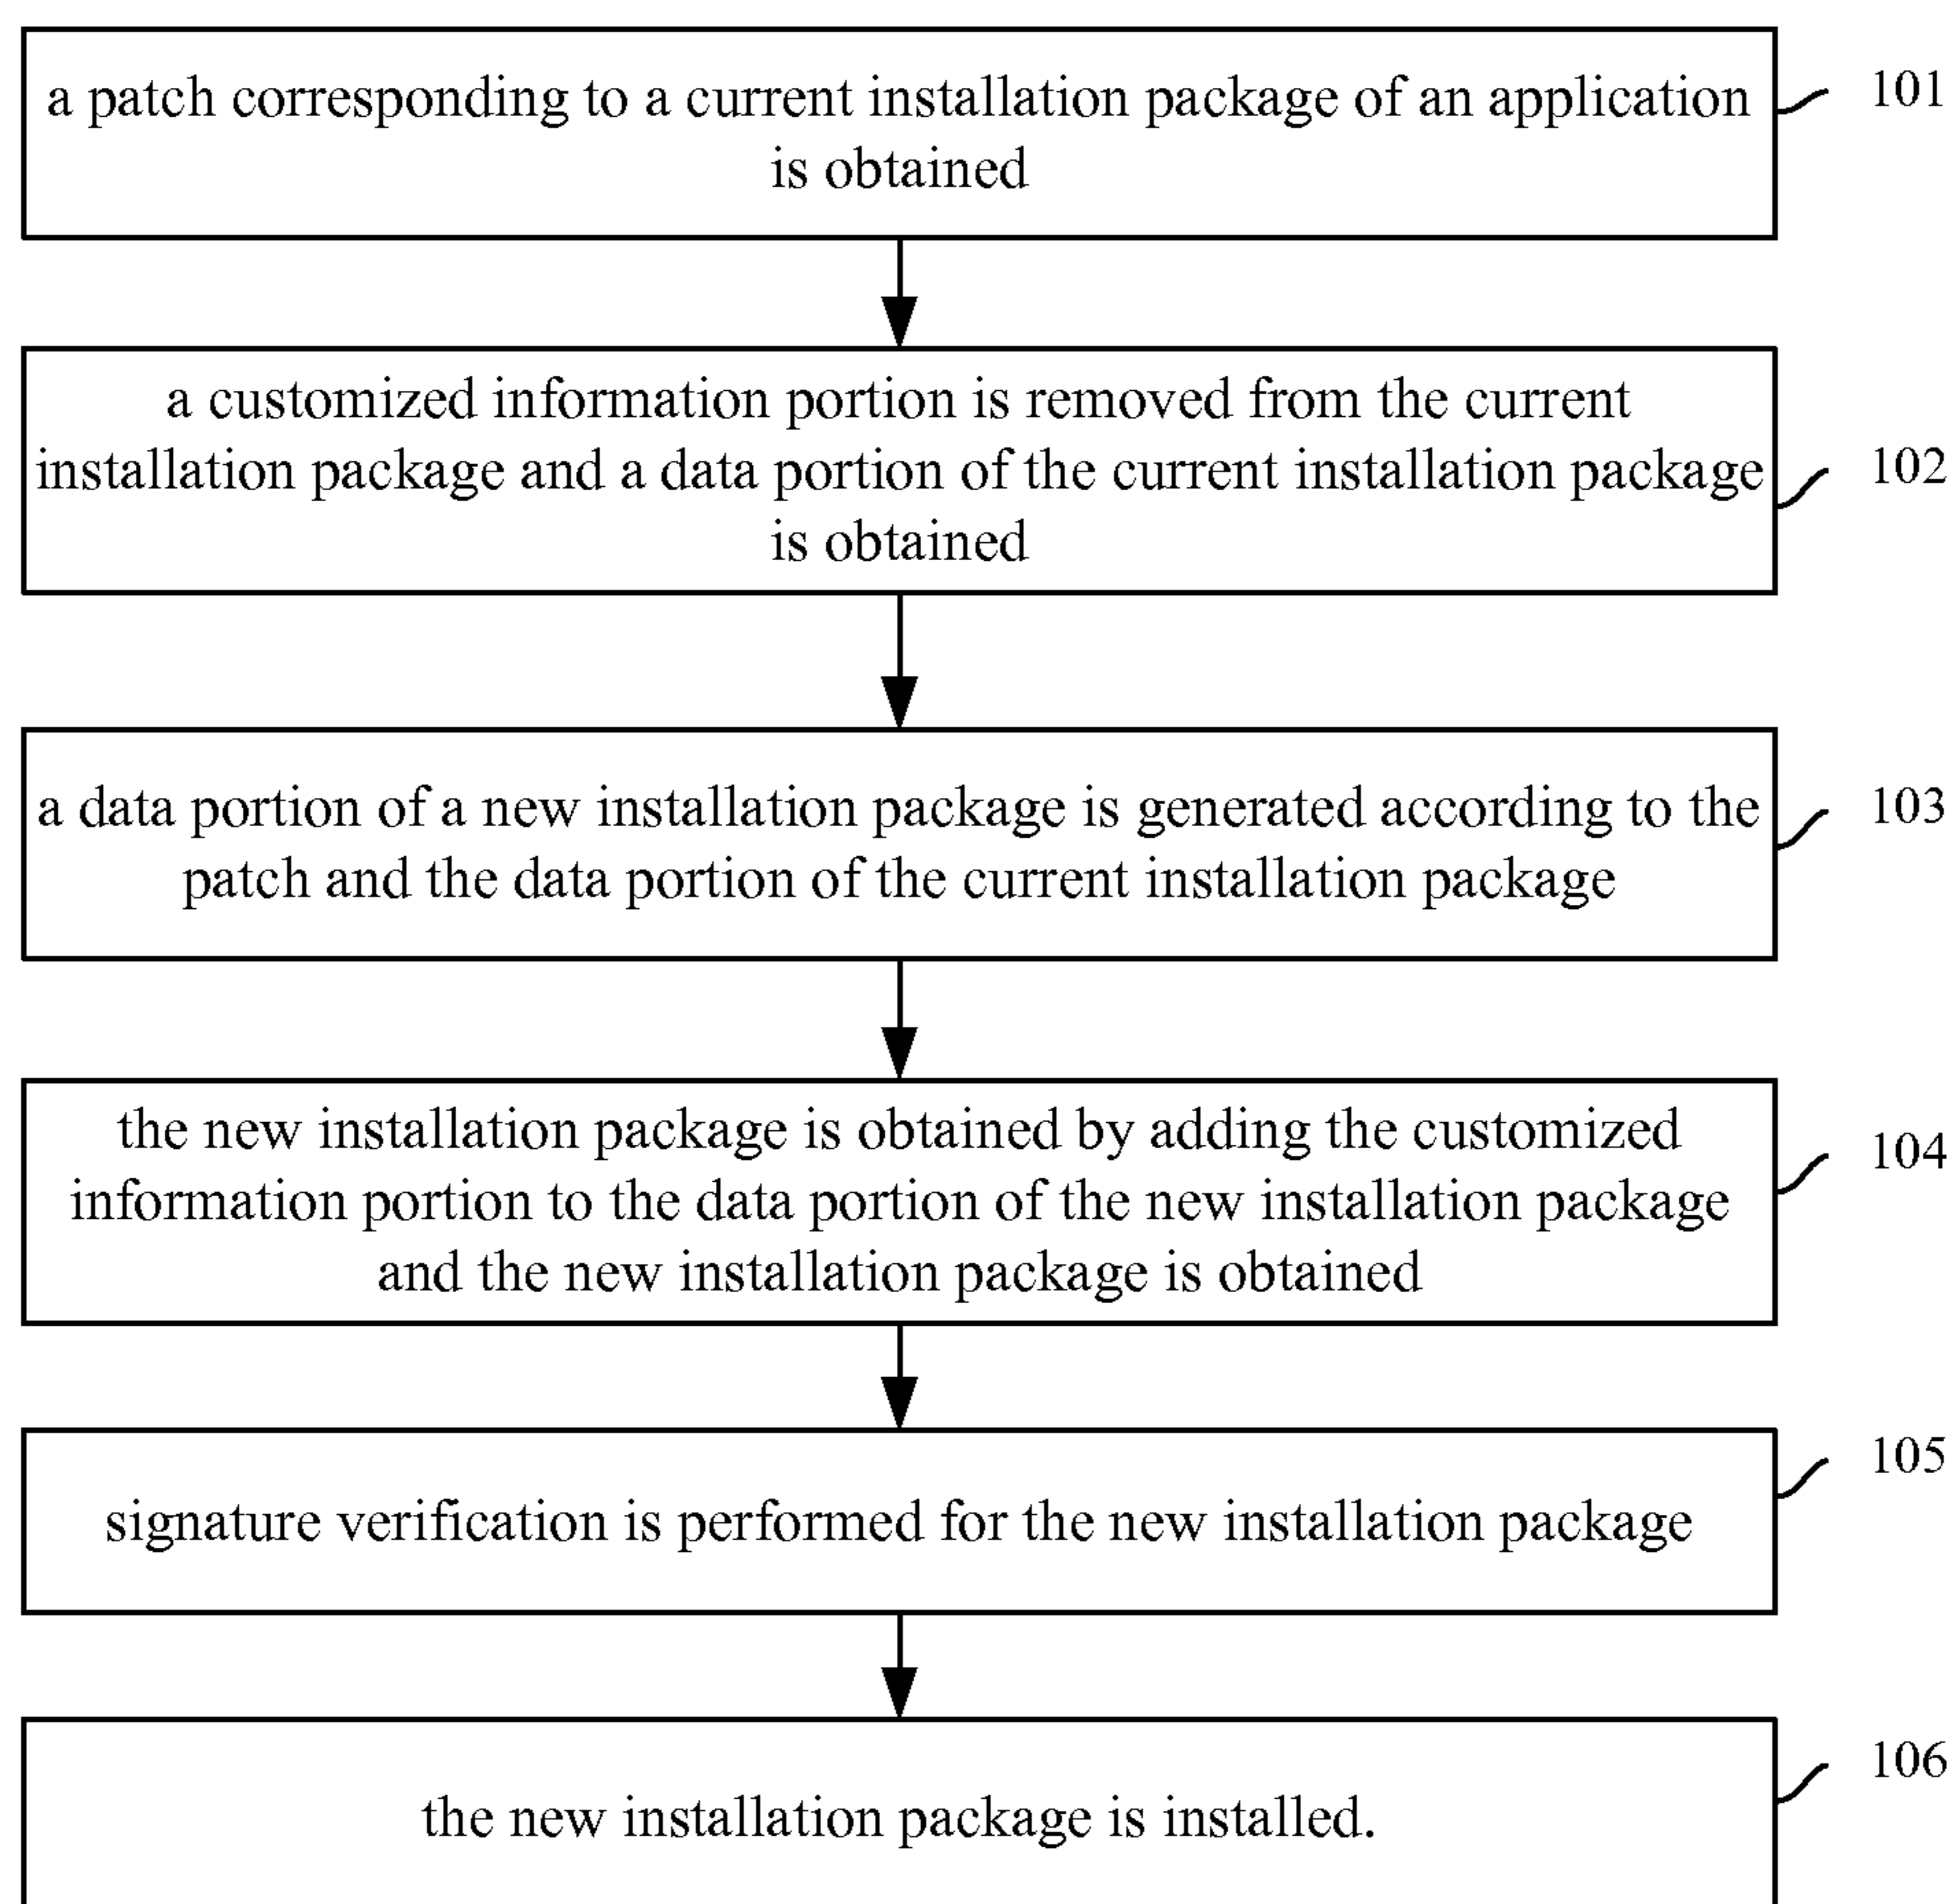 a patch corresponding to a current installation package of an application
is obtained
101
a customized information portion is removed from the current
installation package and a data portion of the current installation package
is obtained
102
a data portion of a new installation package is generated according to the
patch and the data portion of the current installation package
103
the new installation package is obtained by adding the customized
information portion to the data portion of the new installation package
and the new installation package is obtained
104
signature verification is performed for the new installation package
105
the new installation package is installed.
106